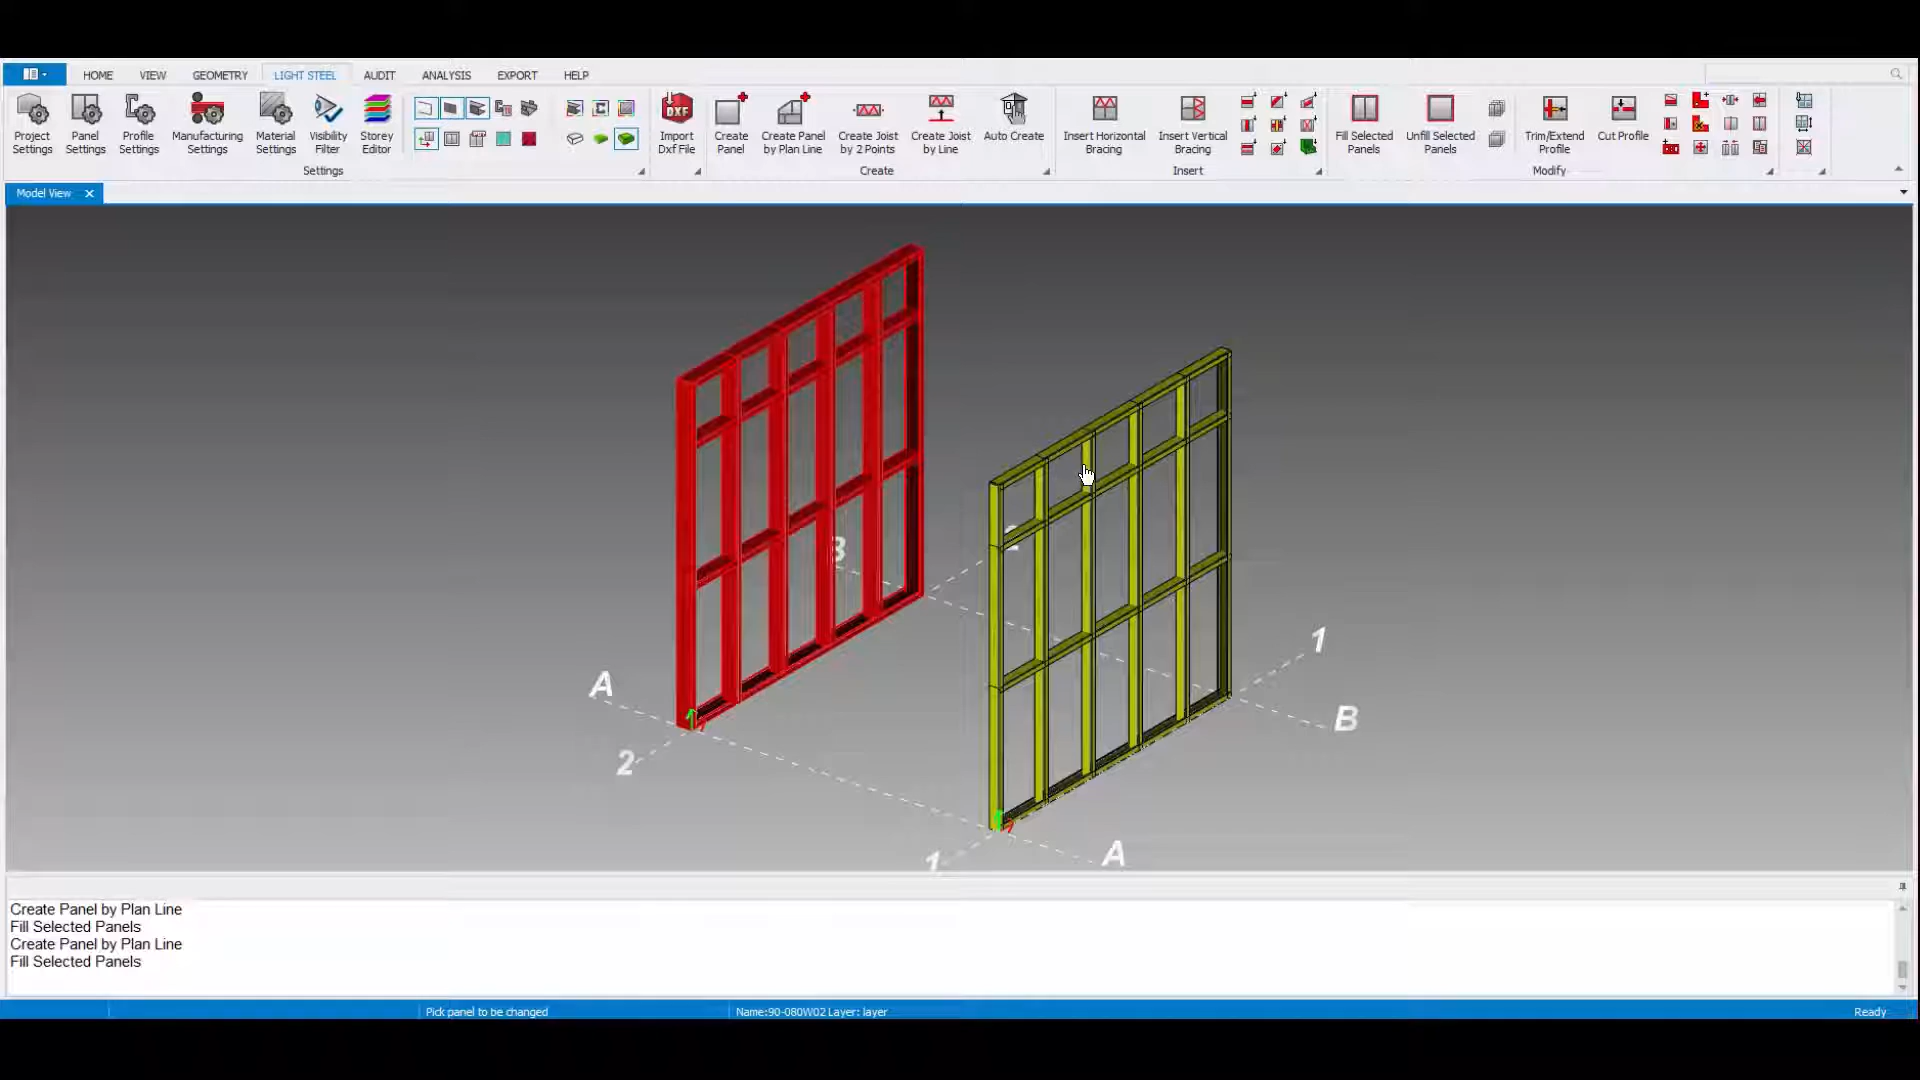 HOME VIEW GEOMETRY LIGHT STEEL AUDIT ANALYSIS EXPORT HELP
Project Settings
Panel Settings
Profile Settings
Manufacturing Settings
Material Settings
Visibility Filter
Storey Editor
Import Dxf File
DXF
Create Panel
Create Panel by Plan Line
Create Joist by 2 Points
Create Joist by Line
Auto Create
Insert Horizontal Bracing
Insert Vertical Bracing
Fill Selected Panels
Unfill Selected Panels
Trim/Extend Profile
Cut Profile
Settings Create Insert Modify
Model View
1
A
B
2
1
A
Create Panel by Plan Line
Fill Selected Panels
Create Panel by Plan Line
Fill Selected Panels
Pick panel to be changed Name:90-080W02 Layer: layer Ready